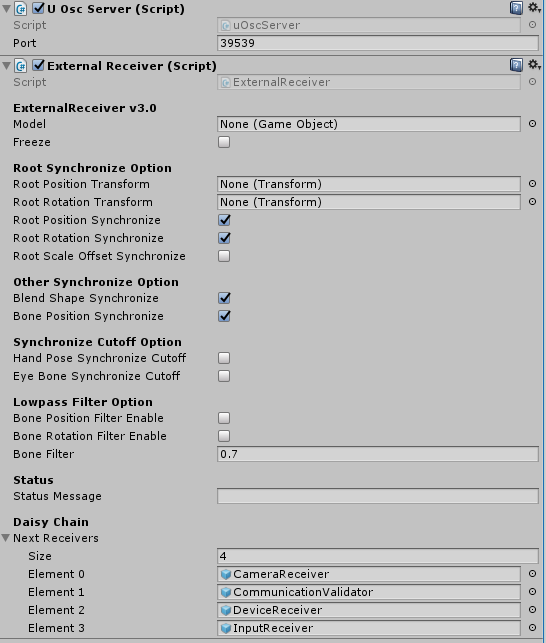 U Osc Server (Script)
Script uOscServer
Port 39539
External Receiver (Script)
Script ExternalReceiver
ExternalReceiver v3.0
Model None (Game Object)
Freeze
Root Synchronize Option
Root Position Transform None (Transform)
Root Rotation Transform None (Transform)
Root Position Synchronize
Root Rotation Synchronize
Root Scale Offset Synchronize
Other Synchronize Option
Blend Shape Synchronize
Bone Position Synchronize
Synchronize Cutoff Option
Hand Pose Synchronize Cutoff
Eye Bone Synchronize Cutoff
Lowpass Filter Option
Bone Position Filter Enable
Bone Rotation Filter Enable
Bone Filter 0.7
Status
Status Message
Daisy Chain
Next Receivers
Size 4
Element 0 CameraReceiver
Element 1 CommunicationValidator
Element 2 DeviceReceiver
Element 3 InputReceiver